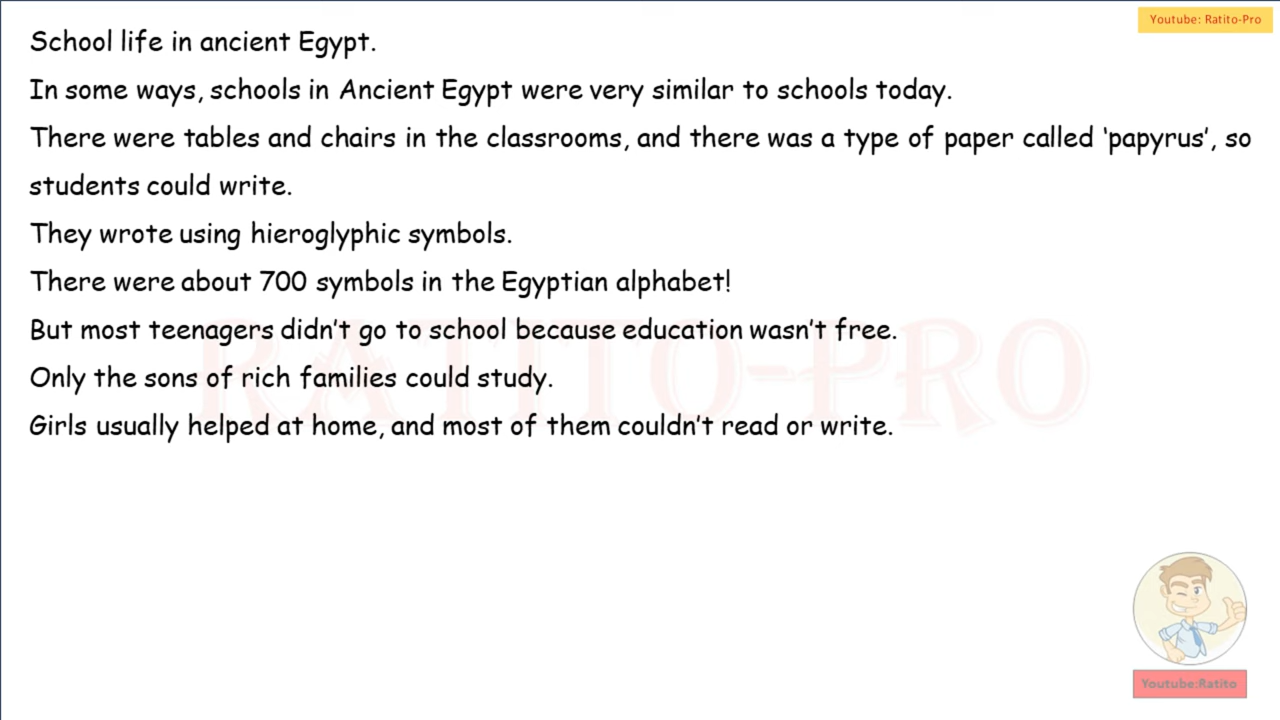 Youtube: Ratito-Pro
School life in ancient Egypt.
In some ways, schools in Ancient Egypt were very similar to schools today.
There were tables and chairs in the classrooms, and there was a type of paper called ‘papyrus’, so
students could write.
They wrote using hieroglyphic symbols.
There were about 700 symbols in the Egyptian alphabet!
But most teenagers didn’t go to school because education wasn’t free.
Only the sons of rich families could study.
Girls usually helped at home, and most of them couldn’t read or write.
RATITO-PRO
Youtube:Ratito